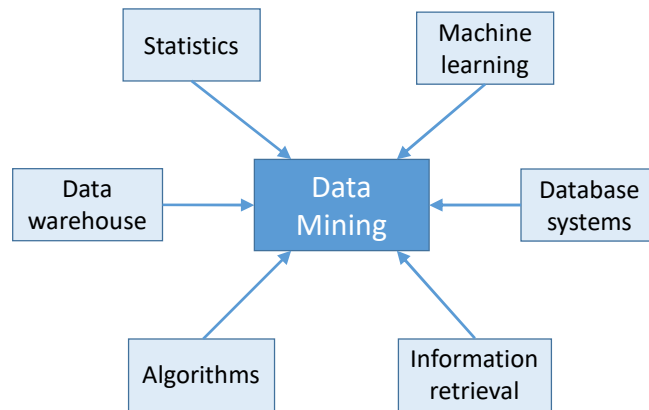 Statistics
Machine
learning
Data
warehouse
Data
Mining
Database
systems
Algorithms
Information
retrieval